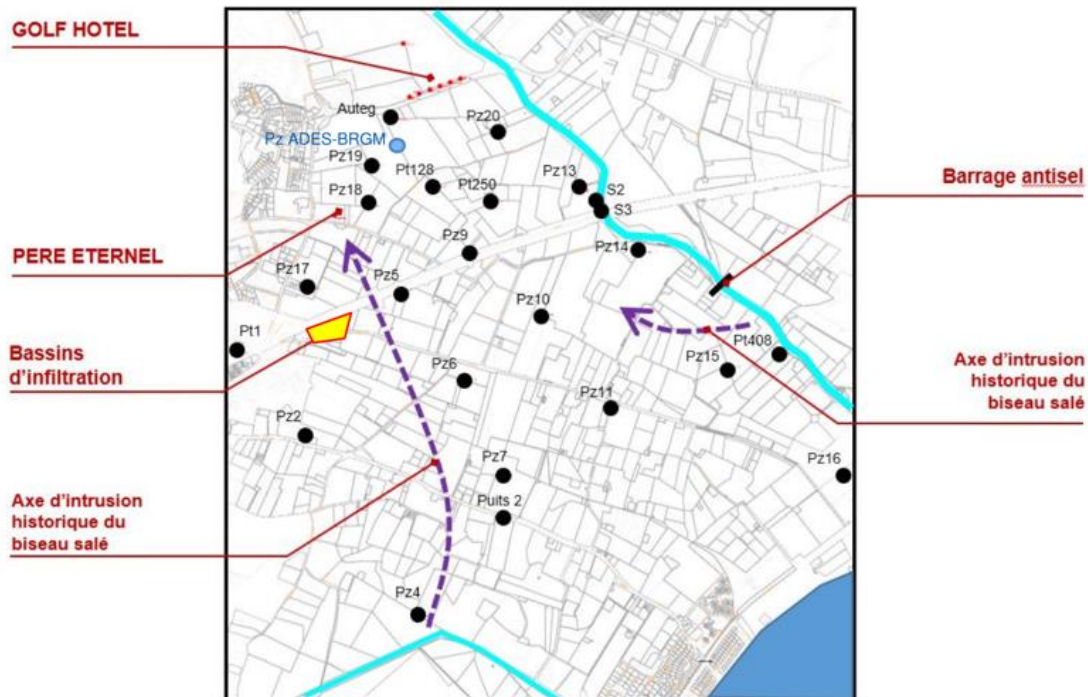 GOLF HOTEL
Auteg
Pz20
Pz ADES-BRGM
Pz19
Pt128
Pz13
Pz18
Pt250
S2
S3
Barrage antisel
PERE ETERNEL
Pz9
Pz14
Pz17
Pz5
Pz10
Pt1
Bassins
d'infiltration
Pz6
Pz15
Pt408
Axe d'intrusion
historique du
biseau salé
Pz11
Pz2
Pz7
Pz16
Puits 2
Axe d'intrusion
historique du
biseau salé
Pz4